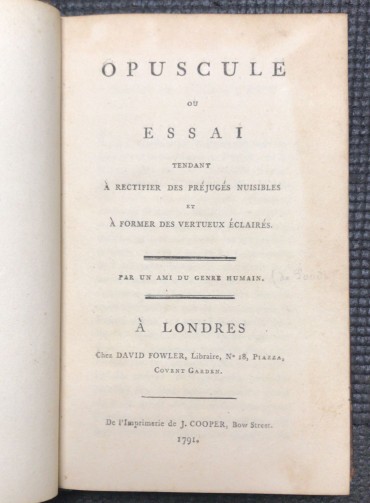 OPUSCULE
OU
ESSAI
TENDANT
À RECTIFIER DES PRÉJUGÉS NUISIBLES
ET
À FORMER DES VERTUEUX ÉCLAIRÉS.
PAR UN AMI DU GENRE HUMAIN.
À LONDRES
Chez DAVID FOWLER, Libraire, Nº 18, PIAZZA,
COVENT GARDEN.
De l'Imprimerie de J. COOPER, Bow Street.
1791.